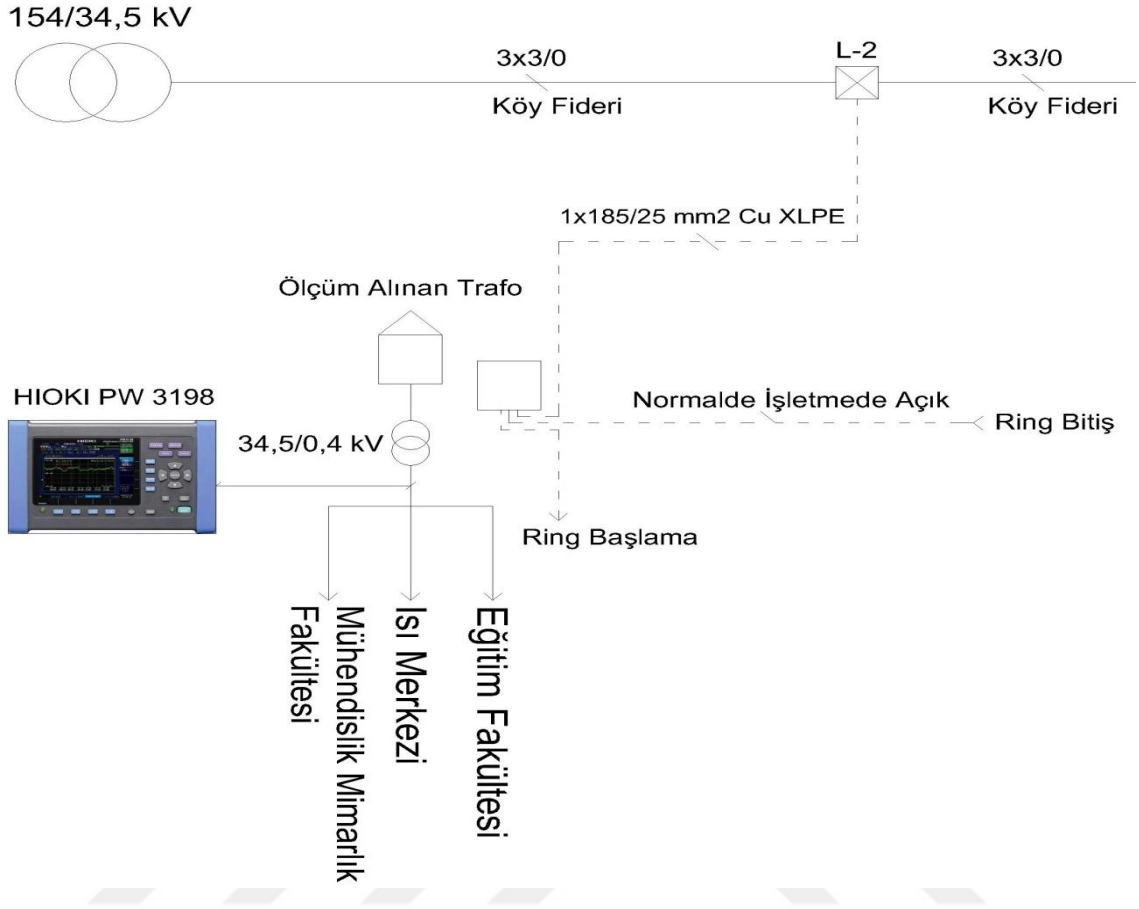 154/34,5 kV
3x3/0
Köy Fideri
L-2
3x3/0
Köy Fideri
1x185/25 mm2 Cu XLPE
Ölçüm Alınan Trafo
HIOKI PW 3198
34,5/0,4 kV
Normalde İşletmede Açık
Ring Bitiş
Ring Başlama
Mühendislik Mimarlık
Fakültesi
Isı Merkezi
Eğitim Fakültesi